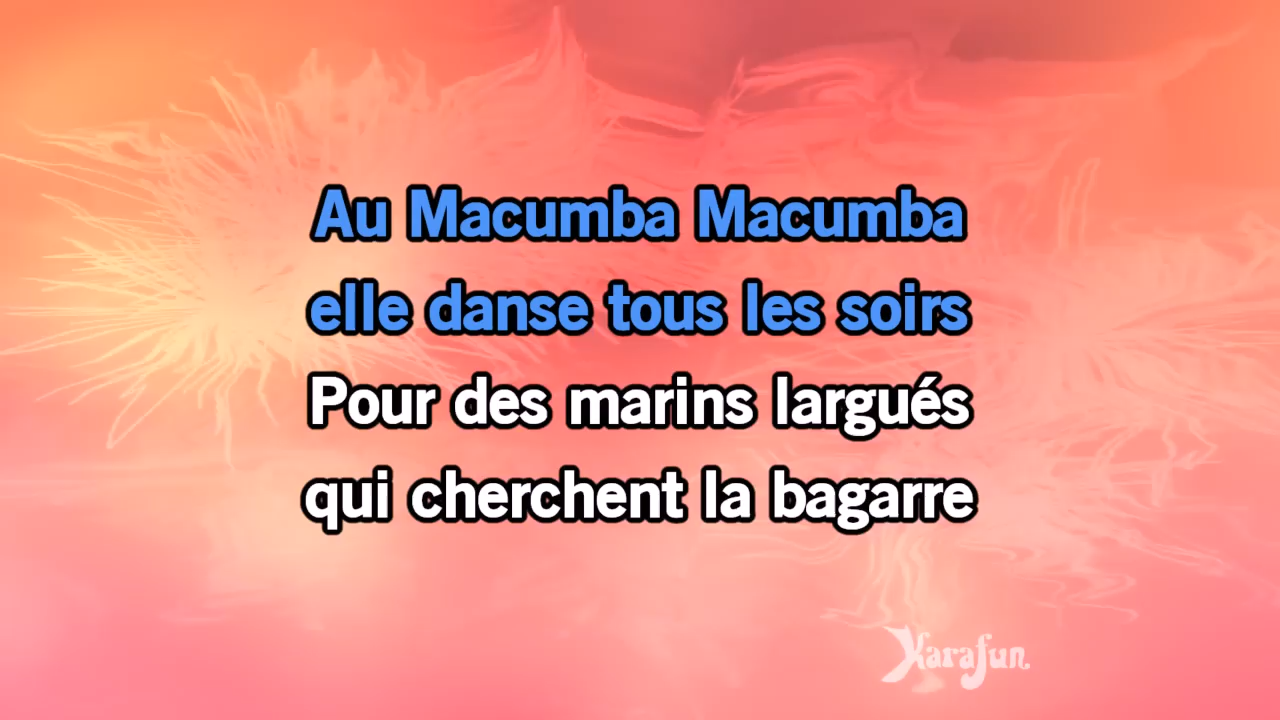 Au Macumba Macumba
elle danse tous les soirs
Pour des marins largués
qui cherchent la bagarre
Karafun